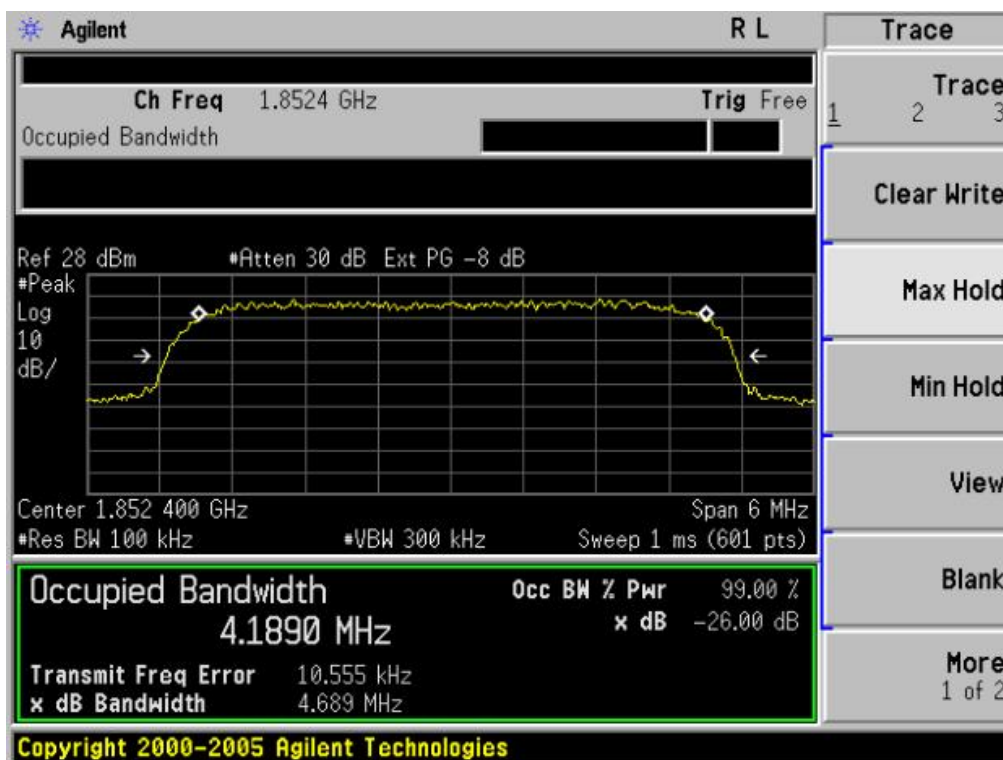 Agilent R L Trace
Ch Freq 1.8524 GHz Trig Free
Occupied Bandwidth
Trace
1 2 3
Clear Write
Max Hold
Min Hold
View
Blank
More
1 of 2
Ref 28 dBm #Atten 30 dB Ext PG -8 dB
#Peak
Log
10
dB/
Center 1.852 400 GHz Span 6 MHz
#Res BW 100 kHz #VBW 300 kHz Sweep 1 ms (601 pts)
Occupied Bandwidth Occ BW % Pwr 99.00 %
4.1890 MHz x dB -26.00 dB
Transmit Freq Error 10.555 kHz
x dB Bandwidth 4.689 MHz
Copyright 2000-2005 Agilent Technologies